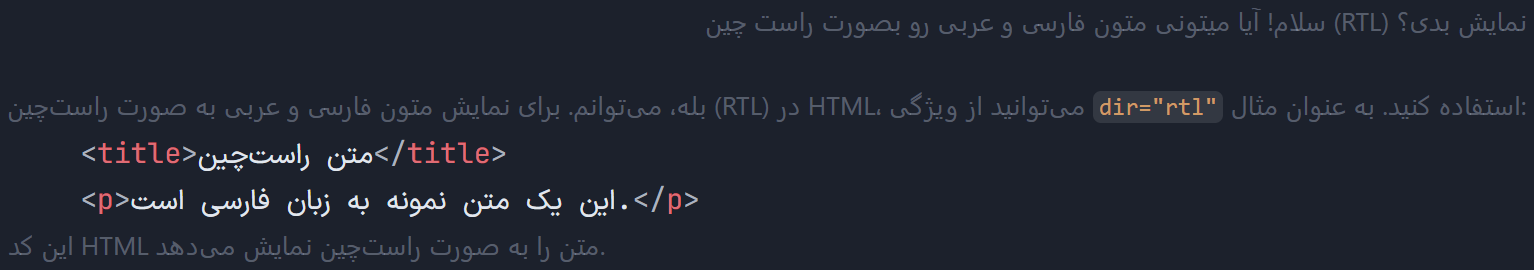 سلام! آیا میتونی متون فارسی و عربی رو بصورت راست چین (RTL) نمایش بدی؟
بله، می‌توانم. برای نمایش متون فارسی و عربی به صورت راست‌چین (RTL) در HTML، می‌توانید از ویژگی dir="rtl" استفاده کنید. به عنوان مثال:
<title>متن راست‌چین</title>
<p>این یک متن نمونه به زبان فارسی است.</p>
این کد HTML متن را به صورت راست‌چین نمایش می‌دهد.